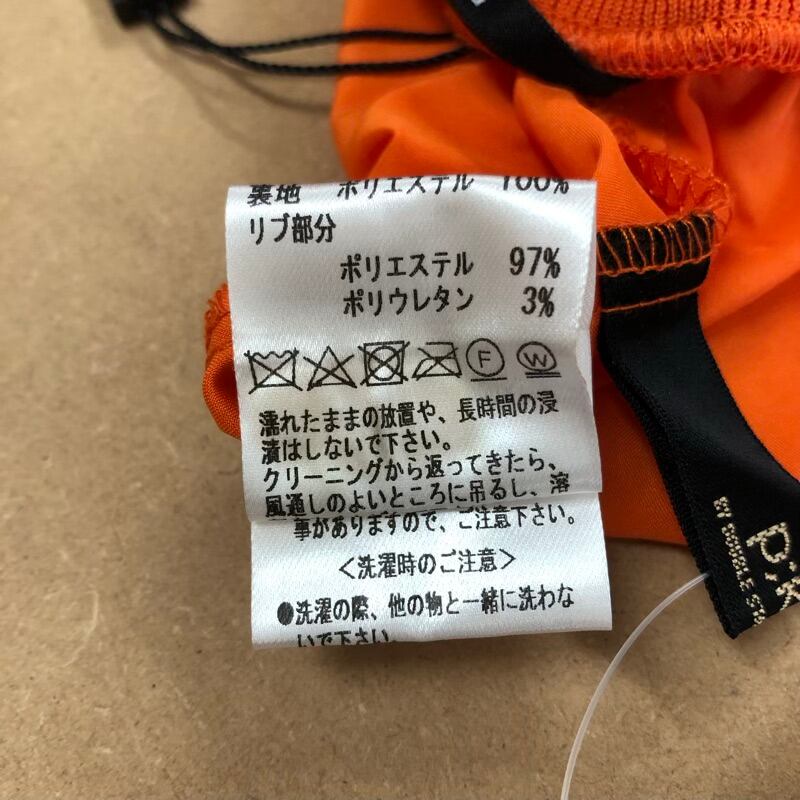 裏地 ポリエステル 100%
リブ部分
ポリエステル 97%
ポリウレタン 3%
F W
濡れたままの放置や、長時間の浸
漬はしないで下さい。
クリーニングから返ってきたら、
風通しのよいところに吊るし、溶
事がありますので、ご注意下さい。
<洗濯時のご注意>
●洗濯の際、他の物と一緒に洗わな
いで下さい。